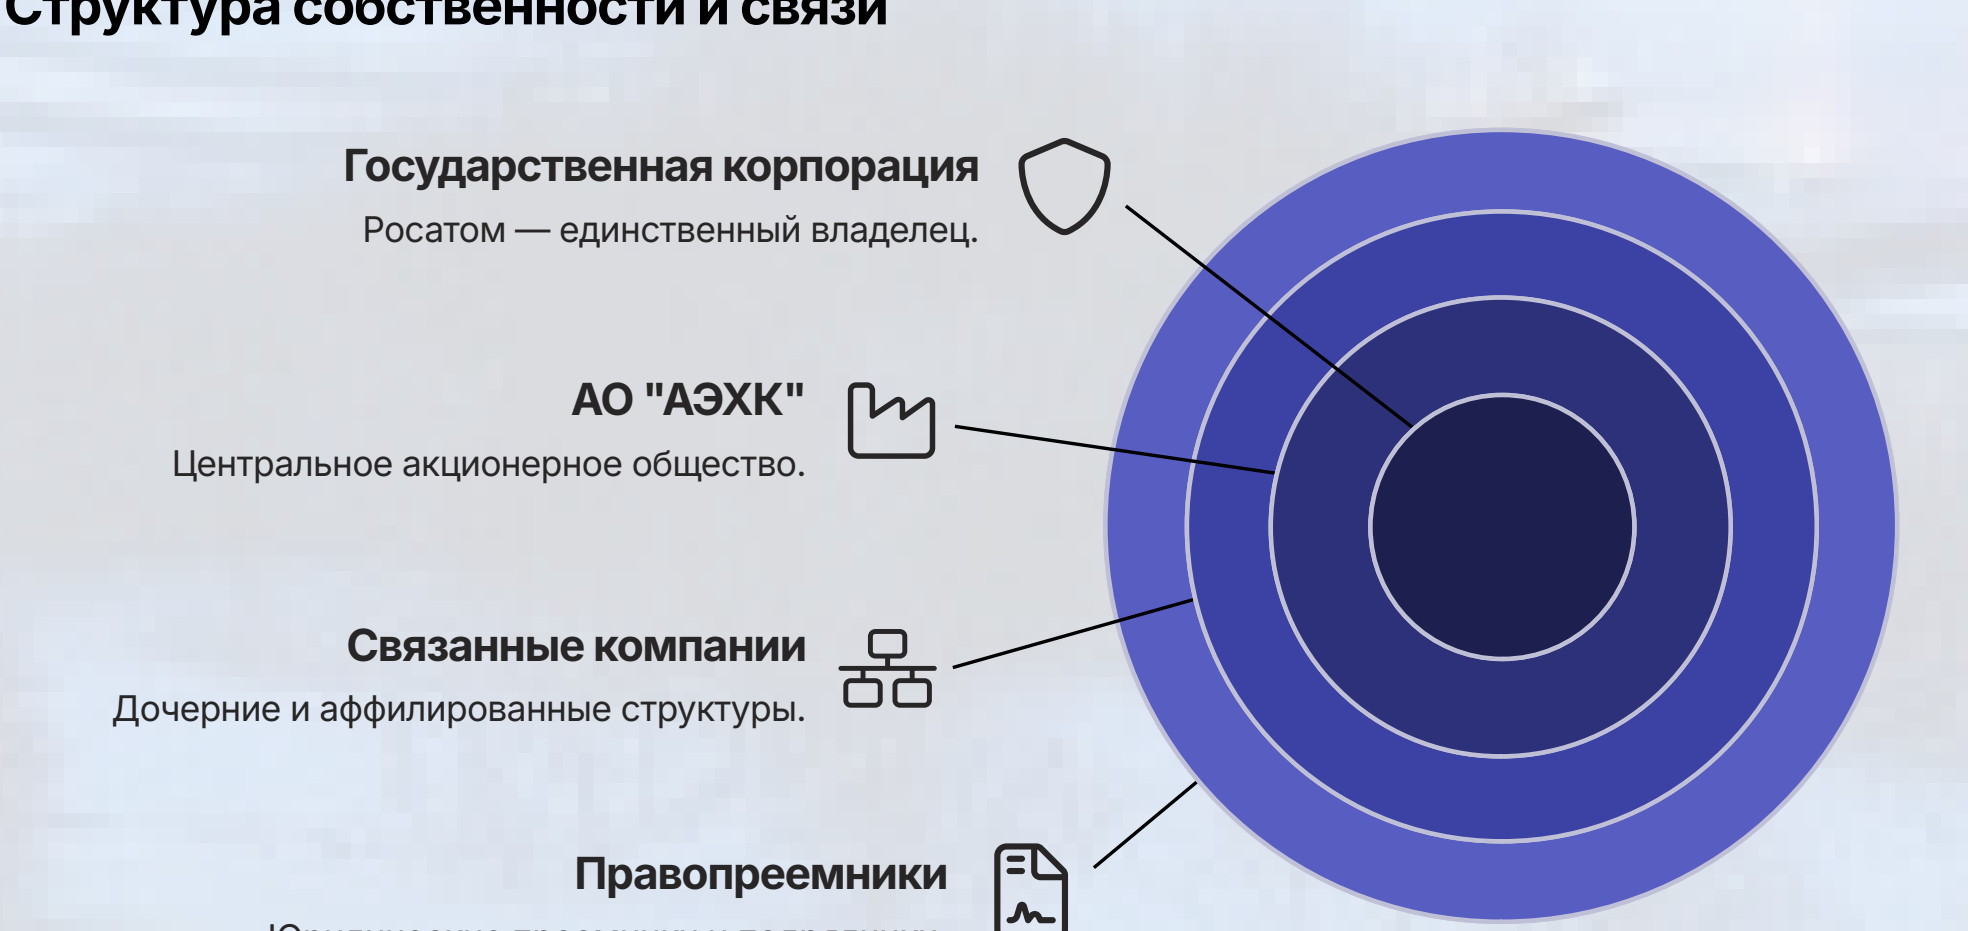 Структура собственности и связи
Государственная корпорация
Росатом — единственный владелец.
АО "АЭХК"
Центральное акционерное общество.
Связанные компании
Дочерние и аффилированные структуры.
Правопреемники